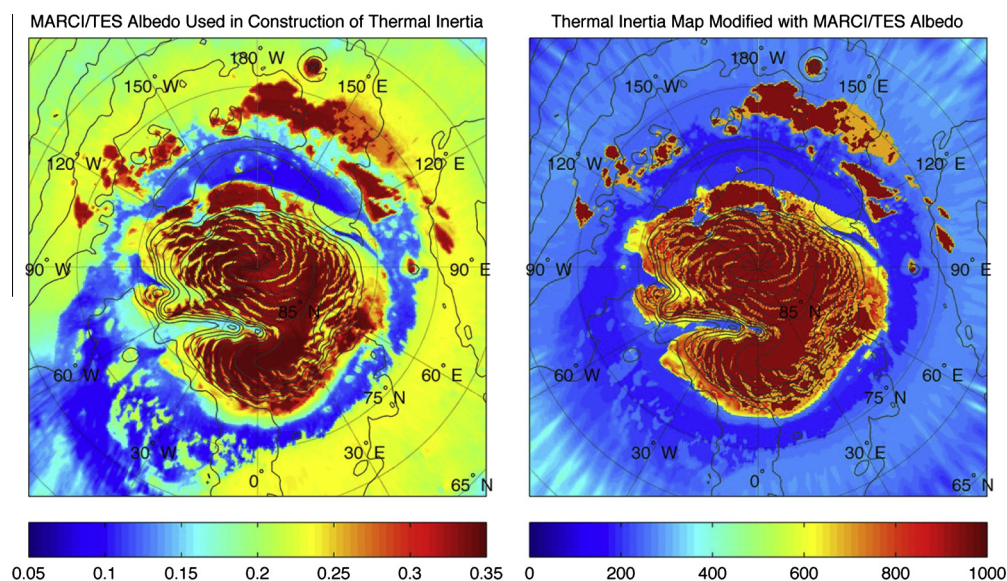 MARCI/TES Albedo Used in Construction of Thermal Inertia
180° W
150° W
150° E
120° W
120° E
90° W
90° E
85° N
60° W
60° E
75° N
30° W
30° E
0
65° N
0.05 0.1 0.15 0.2 0.25 0.3 0.35
Thermal Inertia Map Modified with MARCI/TES Albedo
180° W
150° W
150° E
120° W
120° E
90° W
90° E
85° N
60° W
60° E
75° N
30° W
30° E
0
65° N
0 200 400 600 800 1000